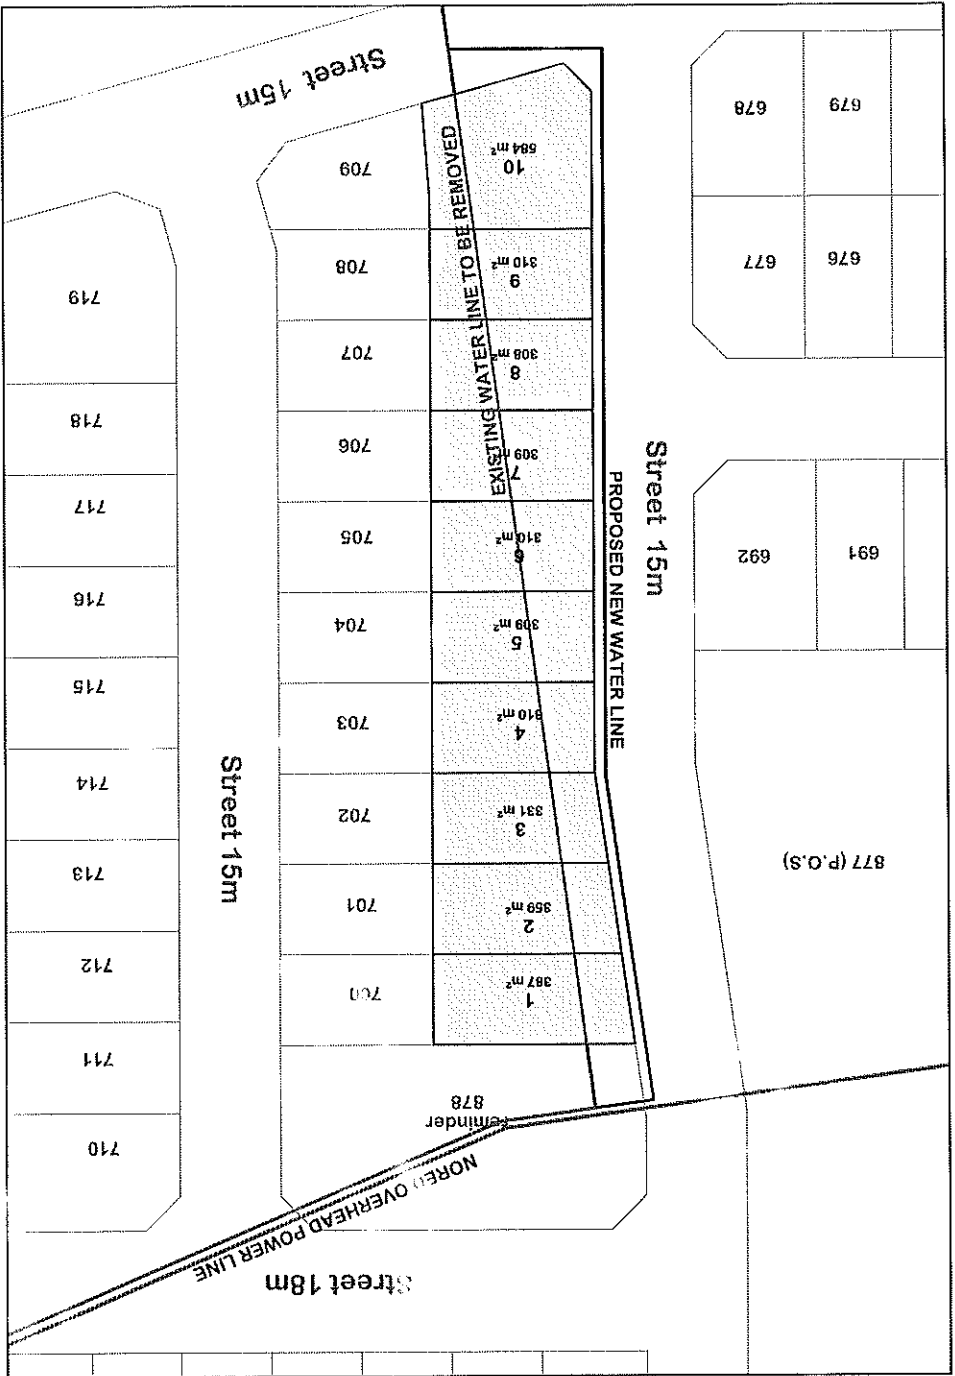 Street 18m
NORED OVERHEAD POWER LINE
Reminder
878
877 (P.O.S)
1
387 m²
2
359 m²
3
331 m²
4
310 m²
5
309 m²
6
310 m²
7
309 m²
8
308 m²
9
310 m²
10
584 m²
700
701
702
703
704
705
706
707
708
709
710
711
712
713
714
715
716
717
718
719
691
692
676
677
679
678
PROPOSED NEW WATER LINE
EXISTING WATER LINE TO BE REMOVED
Street 15m
Street 15m
Street 15m